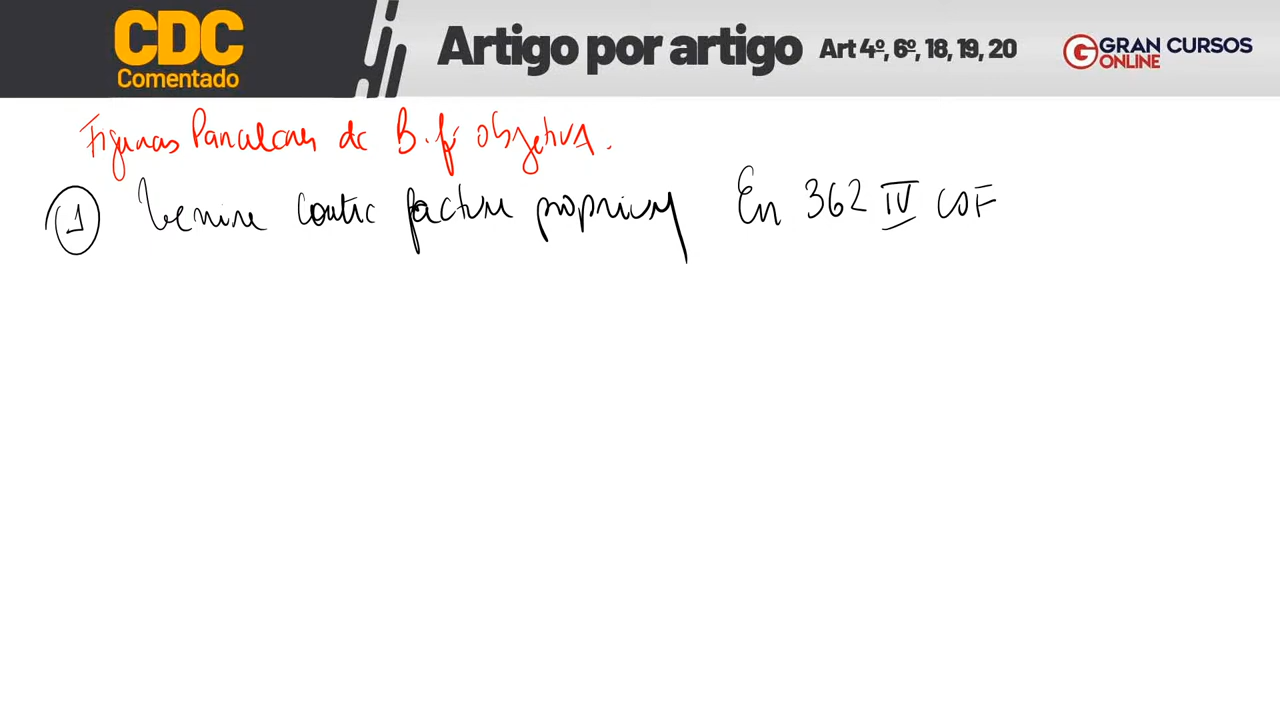 CDC
Comentado
Artigo por artigo Art 4º, 6º, 18, 19, 20
GRAN CURSOS
ONLINE
Figuras Parcelares da B. fé objetiva.
1 Venire contra factum proprium En 362 IV CJF